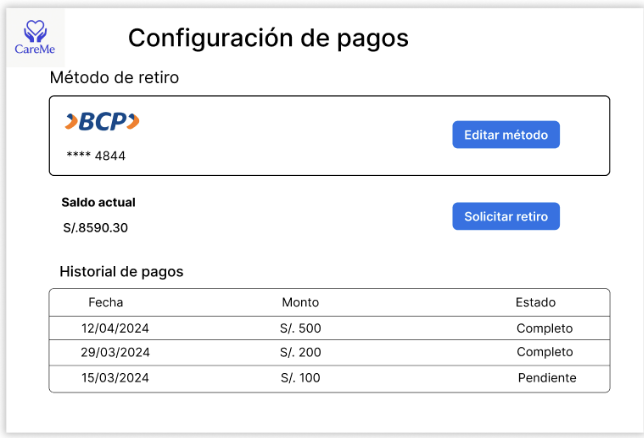 CareMe
Configuración de pagos
Método de retiro
BCP
**** 4844
Editar método
Saldo actual
S/.8590.30
Solicitar retiro
Historial de pagos
Fecha Monto Estado
12/04/2024 S/. 500 Completo
29/03/2024 S/. 200 Completo
15/03/2024 S/. 100 Pendiente